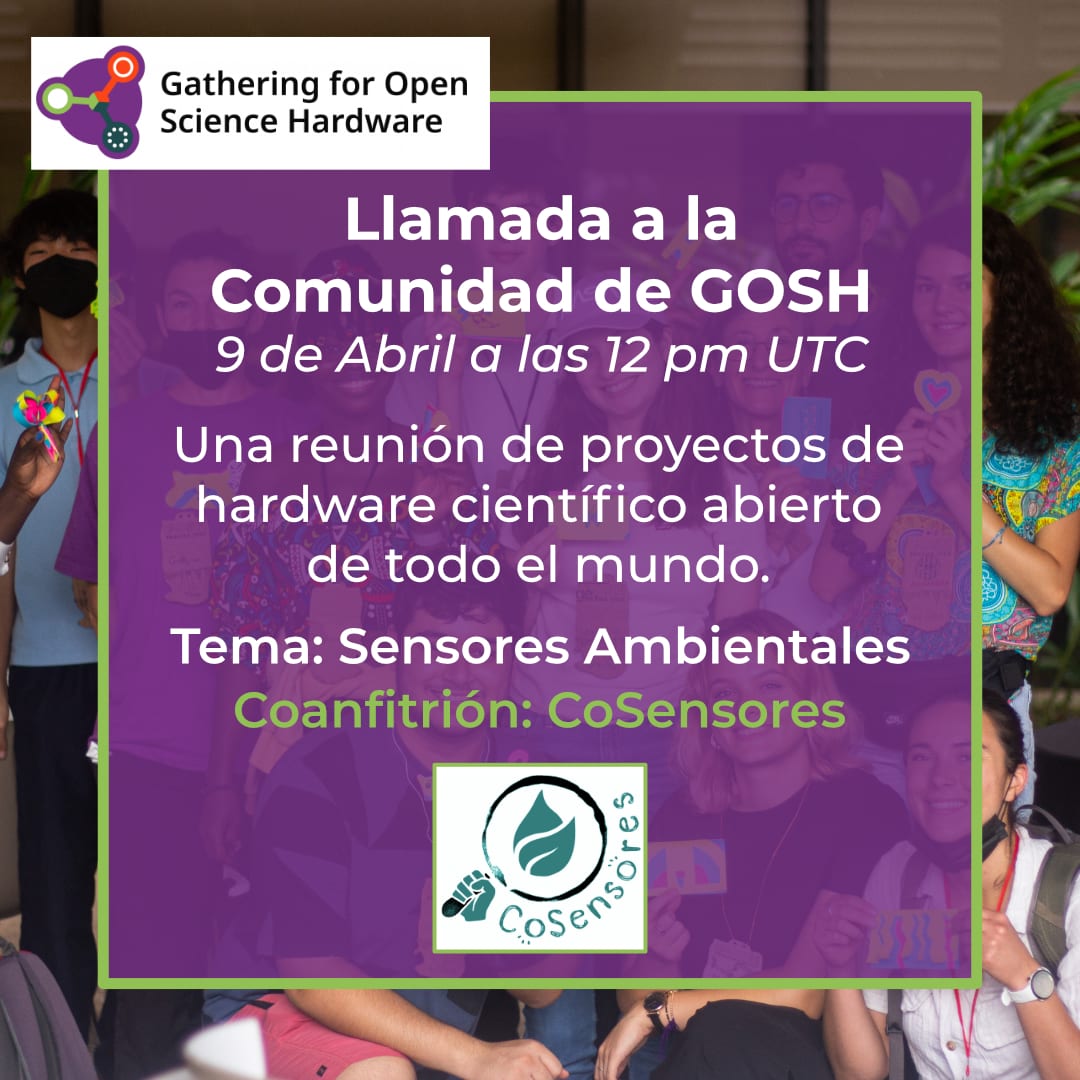 Gathering for Open
Science Hardware
Llamada a la
Comunidad de GOSH
9 de Abril a las 12 pm UTC
Una reunión de proyectos de
hardware científico abierto
de todo el mundo.
Tema: Sensores Ambientales
Coanfitrión: CoSensores
CoSensores